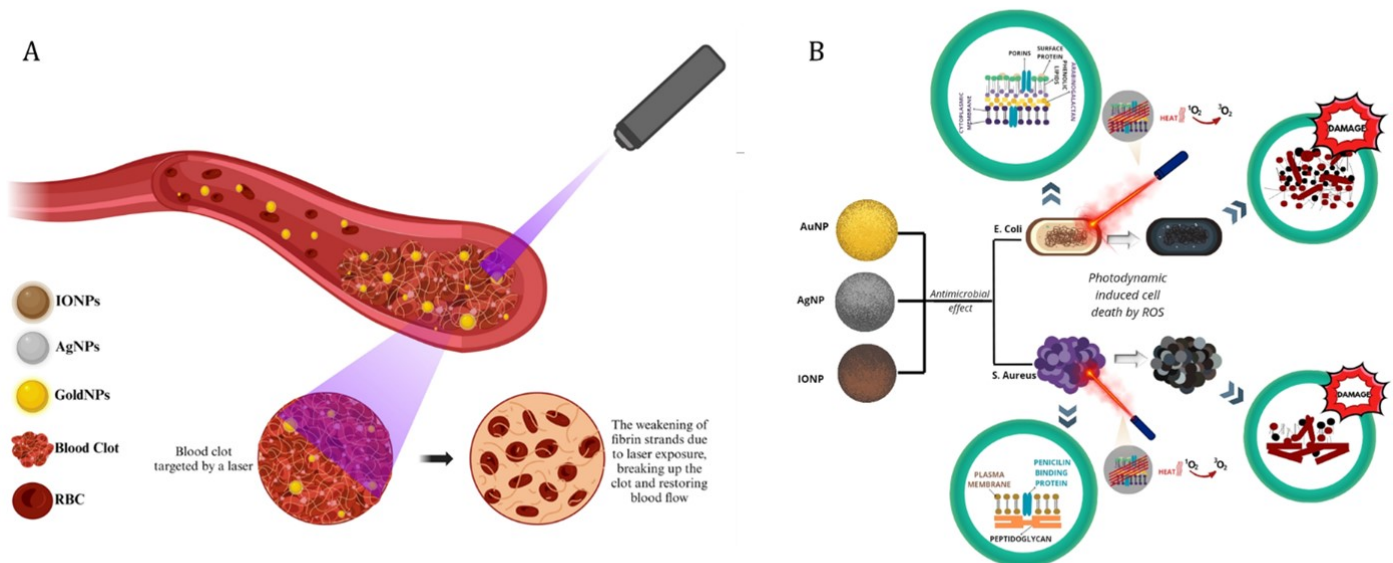 A
IONPs
AgNPs
GoldNPs
Blood Clot
RBC
Blood clot
targeted by a laser
The weakening of
fibrin strands due
to laser exposure,
breaking up the
clot and restoring
blood flow
B
AuNP
AgNP
IONP
Antimicrobial
effect
E. Coli
S. Aureus
PORINS
SURFACE
PROTEIN
PHENOLIC
LIPIDS
ARABINOGALACTAN
CYTOPLASMIC
MEMBRANE
HEAT
¹O₂
³O₂
DAMAGE
Photodynamic
induced cell
death by ROS
PLASMA
MEMBRANE
PENICILIN
BINDING
PROTEIN
PEPTIDOGLYCAN
HEAT
¹O₂
³O₂
DAMAGE